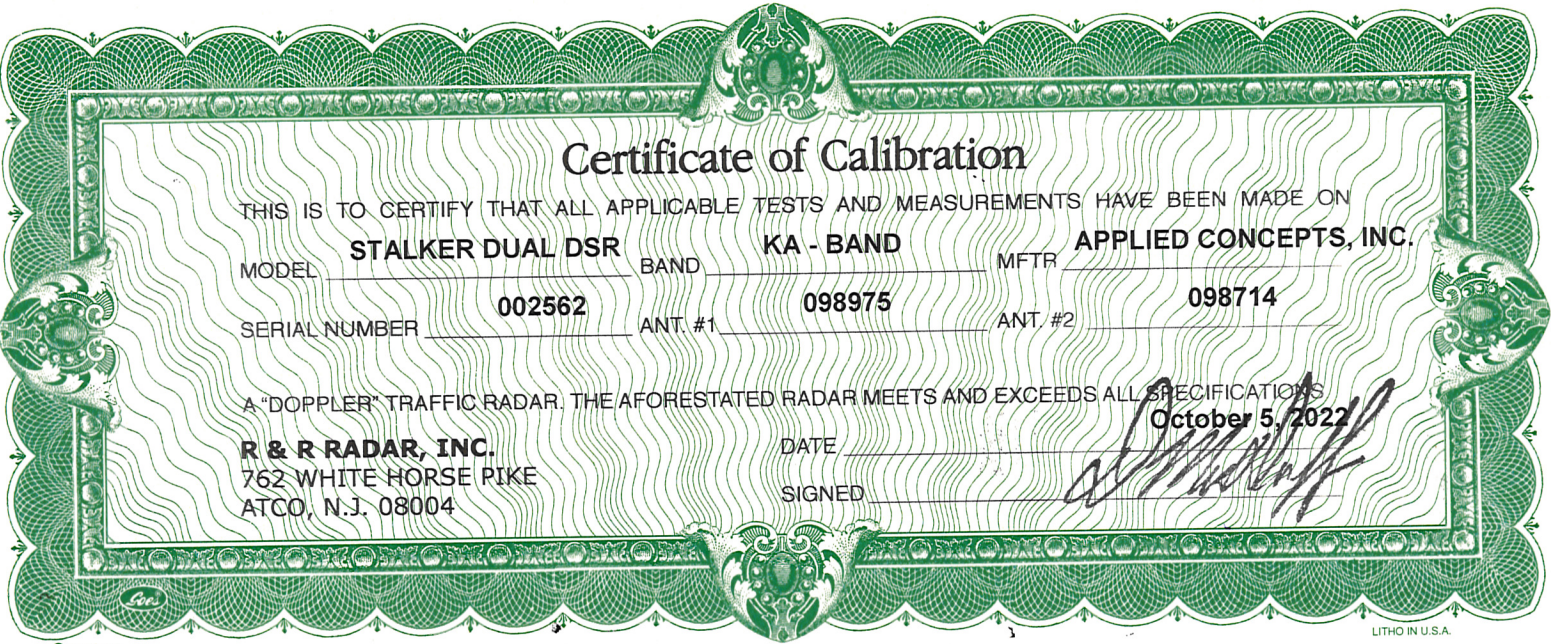 Certificate of Calibration
THIS IS TO CERTIFY THAT ALL APPLICABLE TESTS AND MEASUREMENTS HAVE BEEN MADE ON
MODEL STALKER DUAL DSR BAND KA - BAND MFTR APPLIED CONCEPTS, INC.
SERIAL NUMBER 002562 ANT. #1 098975 ANT. #2 098714
A "DOPPLER" TRAFFIC RADAR. THE AFORESTATED RADAR MEETS AND EXCEEDS ALL SPECIFICATIONS
R & R RADAR, INC.
762 WHITE HORSE PIKE
ATCO, N.J. 08004
DATE October 5, 2022
SIGNED
Goes
LITHO IN U.S.A.